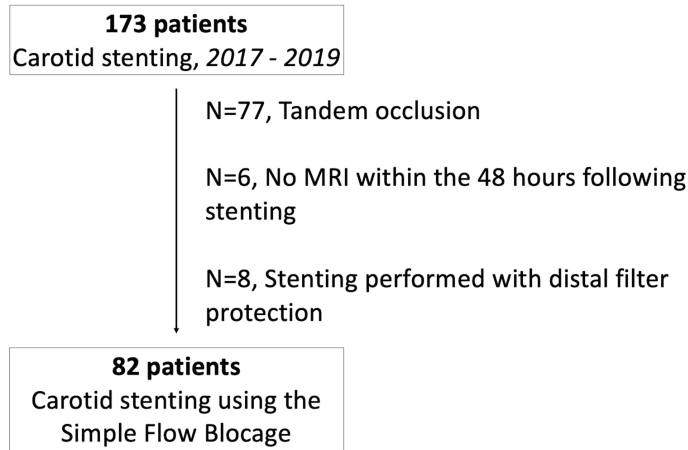 173 patients
Carotid stenting, 2017 - 2019
N=77, Tandem occlusion
N=6, No MRI within the 48 hours following
stenting
N=8, Stenting performed with distal filter
protection
82 patients
Carotid stenting using the
Simple Flow Blocage